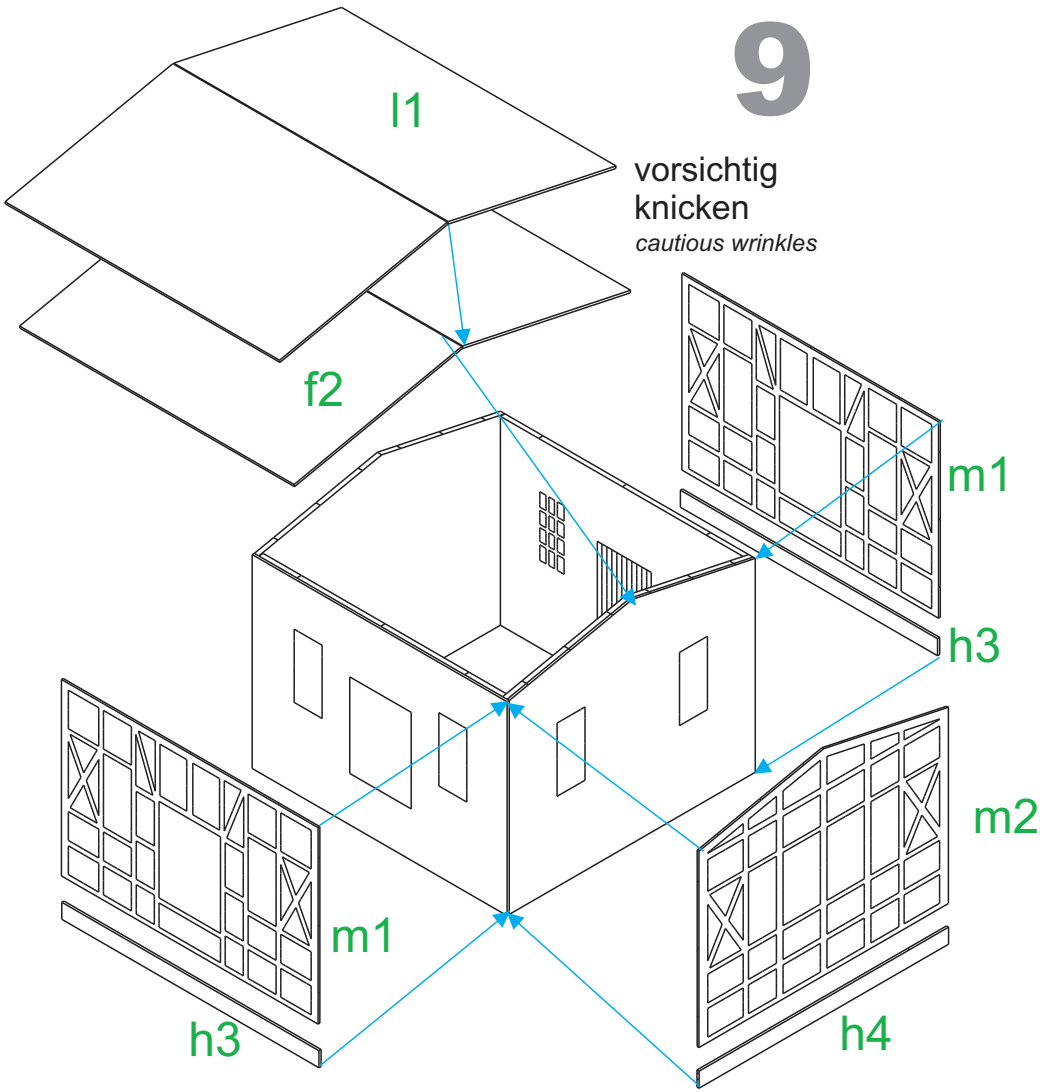 9
l1
vorsichtig
knicken
cautious wrinkles
f2
m1
h3
m2
m1
h3
h4